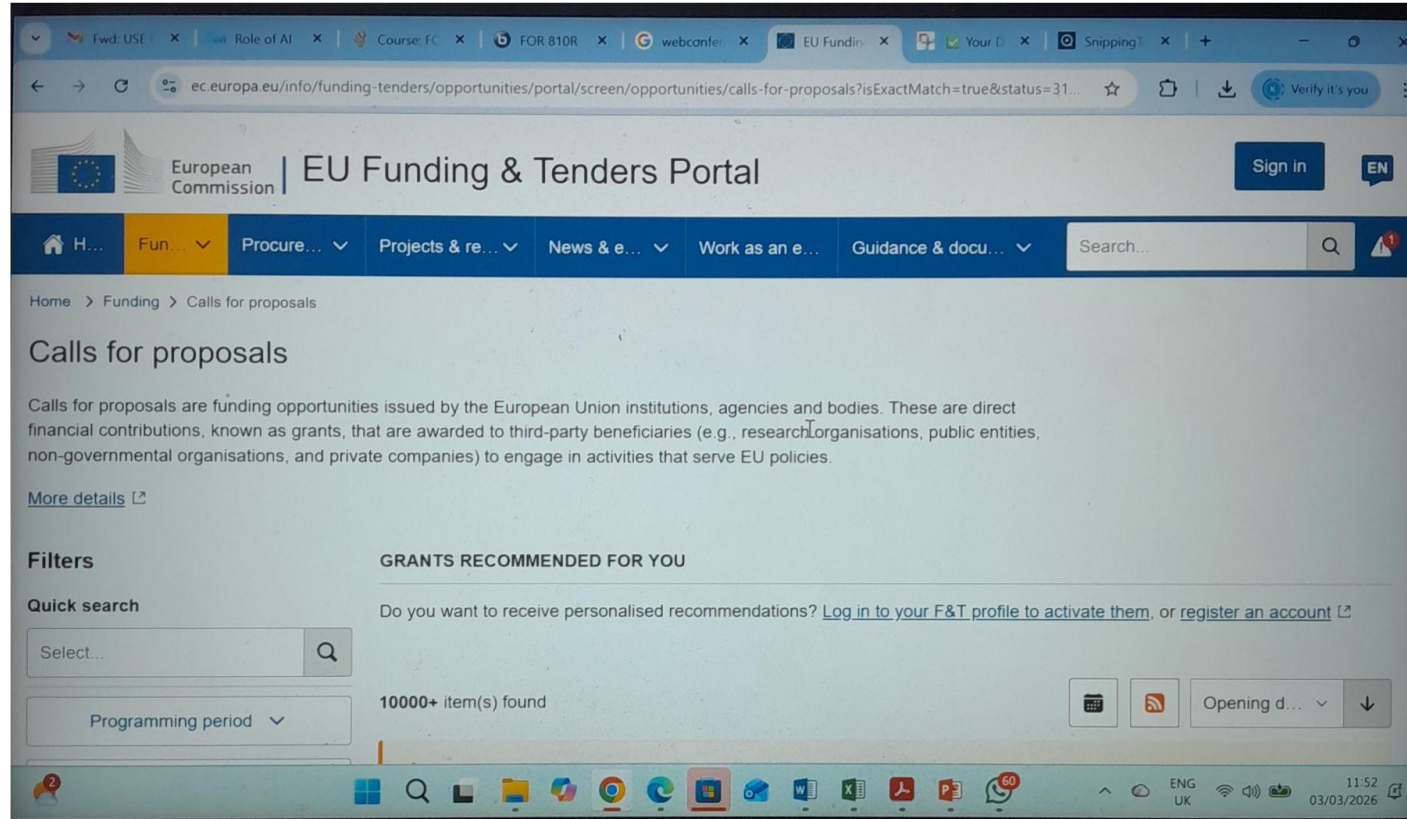 Fwd: USE
Role of AI
Course: FC
FOR 810R
webconfer
EU Fundin
Your D
SnippingT
ec.europa.eu/info/funding-tenders/opportunities/portal/screen/opportunities/calls-for-proposals?isExactMatch=true&status=31...
Verify it's you
European
Commission
EU Funding & Tenders Portal
Sign in
EN
H...
Fun...
Procure...
Projects & re...
News & e...
Work as an e...
Guidance & docu...
Search...
1
Home > Funding > Calls for proposals
Calls for proposals
Calls for proposals are funding opportunities issued by the European Union institutions, agencies and bodies. These are direct
financial contributions, known as grants, that are awarded to third-party beneficiaries (e.g., research organisations, public entities,
non-governmental organisations, and private companies) to engage in activities that serve EU policies.
More details
Filters
GRANTS RECOMMENDED FOR YOU
Quick search
Do you want to receive personalised recommendations? Log in to your F&T profile to activate them, or register an account
Select...
10000+ item(s) found
Opening d...
Programming period
2
60
ENG
UK
11:52
03/03/2026